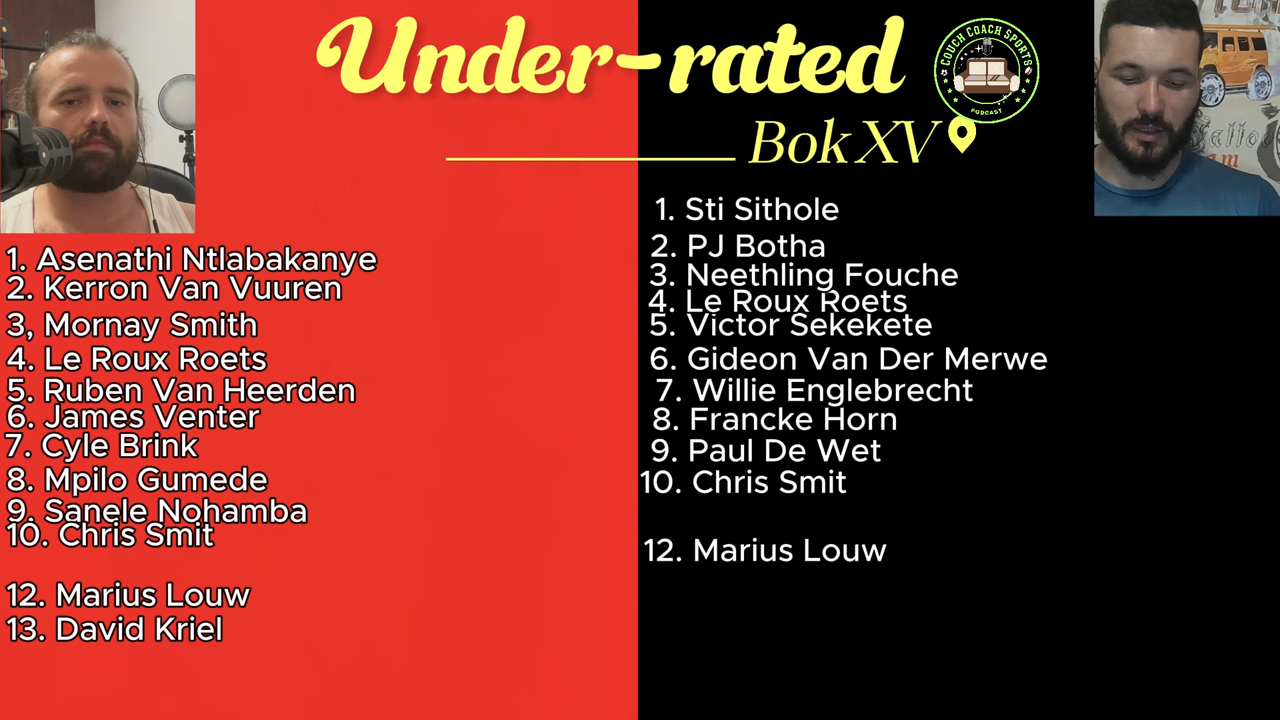 Under-rated
COUCH COACH SPORTS
PODCAST
Bok XV
1. Asenathi Ntlabakanye
2. Kerron Van Vuuren
3, Mornay Smith
4. Le Roux Roets
5. Ruben Van Heerden
6. James Venter
7. Cyle Brink
8. Mpilo Gumede
9. Sanele Nohamba
10. Chris Smit
12. Marius Louw
13. David Kriel
1. Sti Sithole
2. PJ Botha
3. Neethling Fouche
4. Le Roux Roets
5. Victor Sekekete
6. Gideon Van Der Merwe
7. Willie Englebrecht
8. Francke Horn
9. Paul De Wet
10. Chris Smit
12. Marius Louw